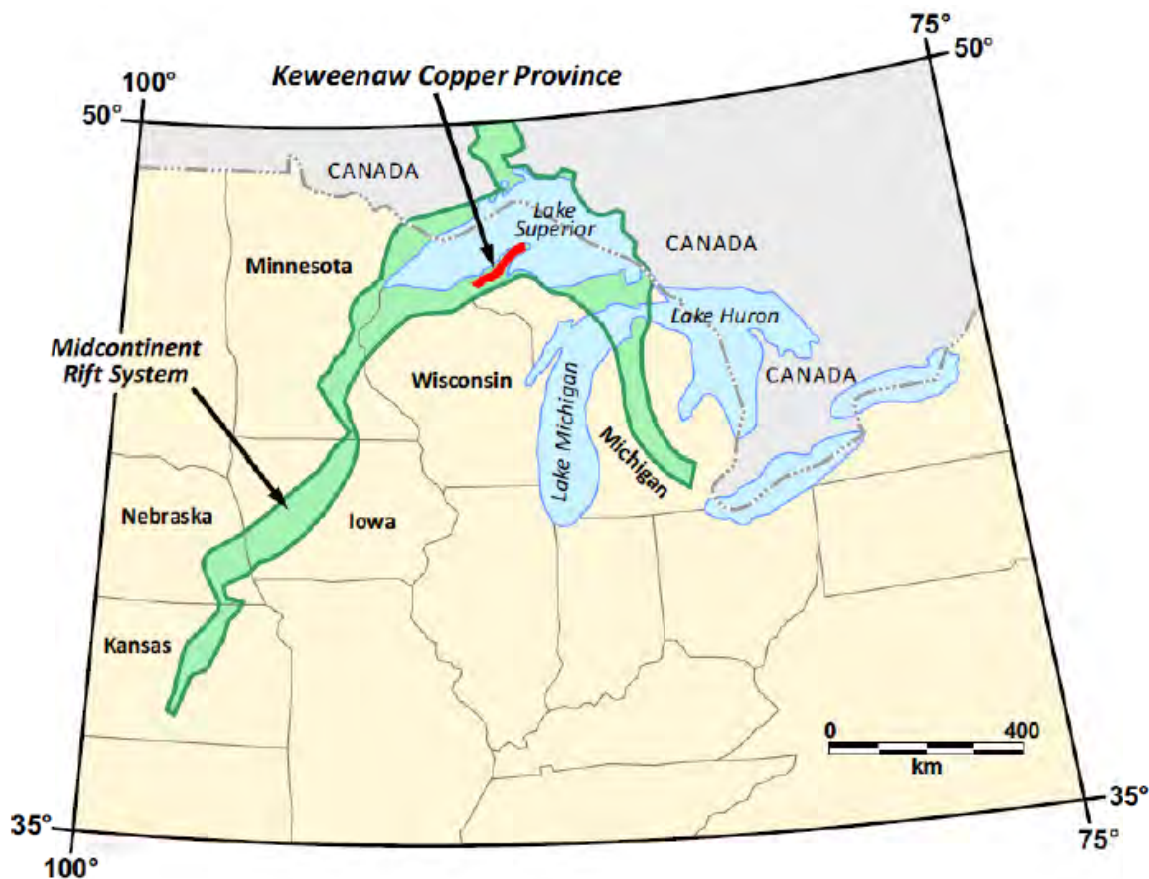 75°
50°
100°
Keweenaw Copper Province
50°
CANADA
Lake
Superior
CANADA
Minnesota
Lake Huron
Midcontinent
Rift System
Wisconsin
CANADA
Lake Michigan
Michigan
Nebraska
Iowa
Kansas
0 400
km
35°
35°
75°
100°